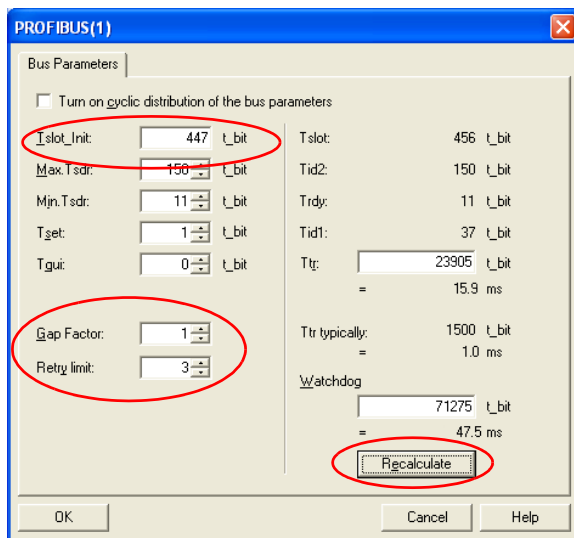 PROFIBUS(1)
Bus Parameters
Turn on cyclic distribution of the bus parameters
Tslot_Init: 447 t_bit
Max.Tsdr: 150 t_bit
Min.Tsdr: 11 t_bit
Tset: 1 t_bit
Tqui: 0 t_bit
Gap Factor: 1
Retry limit: 3
Tslot: 456 t_bit
Tid2: 150 t_bit
Trdy: 11 t_bit
Tid1: 37 t_bit
Ttr: 23905 t_bit
= 15.9 ms
Ttr typically: 1500 t_bit
= 1.0 ms
Watchdog
71275 t_bit
= 47.5 ms
Recalculate
OK
Cancel
Help